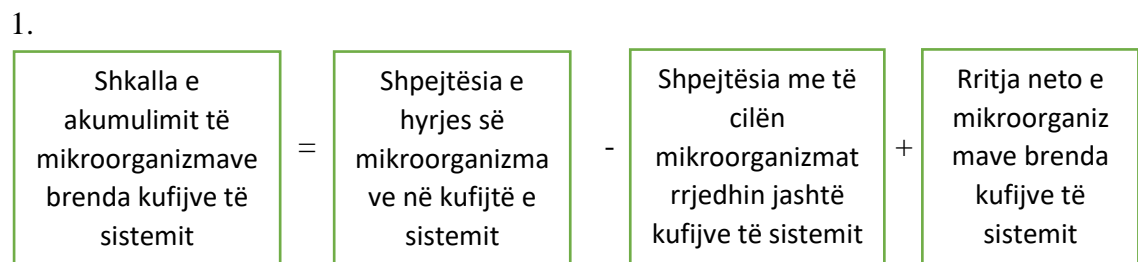 1.
Shkalla e
akumulimit të
mikroorganizmave
brenda kufijve të
sistemit
=
Shpejtësia e
hyrjes së
mikroorganizma
ve në kufijtë e
sistemit
-
Shpejtësia me të
cilën
mikroorganizmat
rrjedhin jashtë
kufijve të sistemit
+
Rritja neto e
mikroorganiz
mave brenda
kufijve të
sistemit